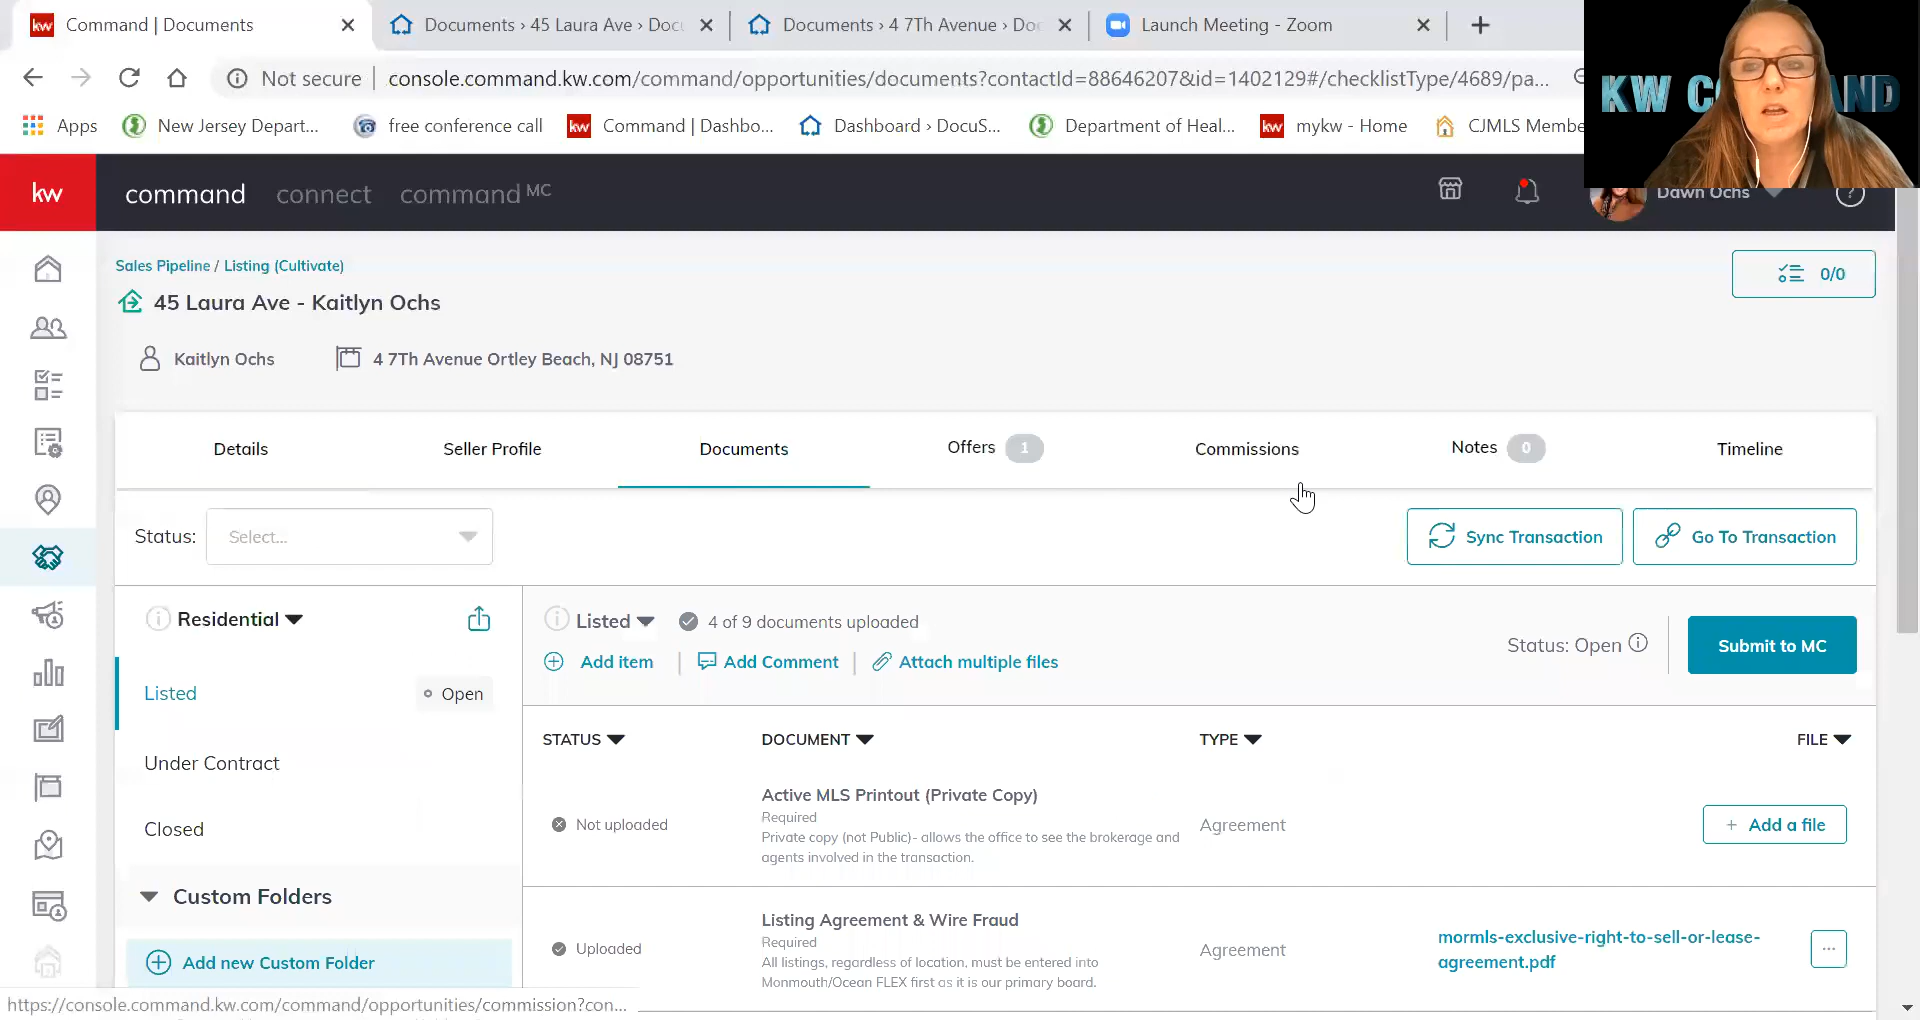 kw Command | Documents
Documents › 45 Laura Ave › Doc
Documents › 4 7Th Avenue › Do
Launch Meeting - Zoom
Not secure | console.command.kw.com/command/opportunities/documents?contactId=88646207&id=1402129#/checklistType/4689/pa...
Apps
New Jersey Depart...
free conference call
kw Command | Dashbo...
Dashboard › DocuS...
Department of Heal...
kw mykw - Home
CJMLS Membe
KW C AND
kw command connect command MC
Dawn Ochs
?
Sales Pipeline / Listing (Cultivate)
0/0
45 Laura Ave - Kaitlyn Ochs
Kaitlyn Ochs
4 7Th Avenue Ortley Beach, NJ 08751
Details
Seller Profile
Documents
Offers 1
Commissions
Notes 0
Timeline
Status: Select...
Sync Transaction
Go To Transaction
Residential
Listed
Open
Under Contract
Closed
Custom Folders
Add new Custom Folder
Listed
4 of 9 documents uploaded
Add item | Add Comment | Attach multiple files
Status: Open
Submit to MC
STATUS
DOCUMENT
TYPE
FILE
Not uploaded
Active MLS Printout (Private Copy)
Required
Private copy (not Public)- allows the office to see the brokerage and
agents involved in the transaction.
Agreement
+ Add a file
Uploaded
Listing Agreement & Wire Fraud
Required
All listings, regardless of location, must be entered into
Monmouth/Ocean FLEX first as it is our primary board.
Agreement
mormls-exclusive-right-to-sell-or-lease-
agreement.pdf
...
https://console.command.kw.com/command/opportunities/commission?con...